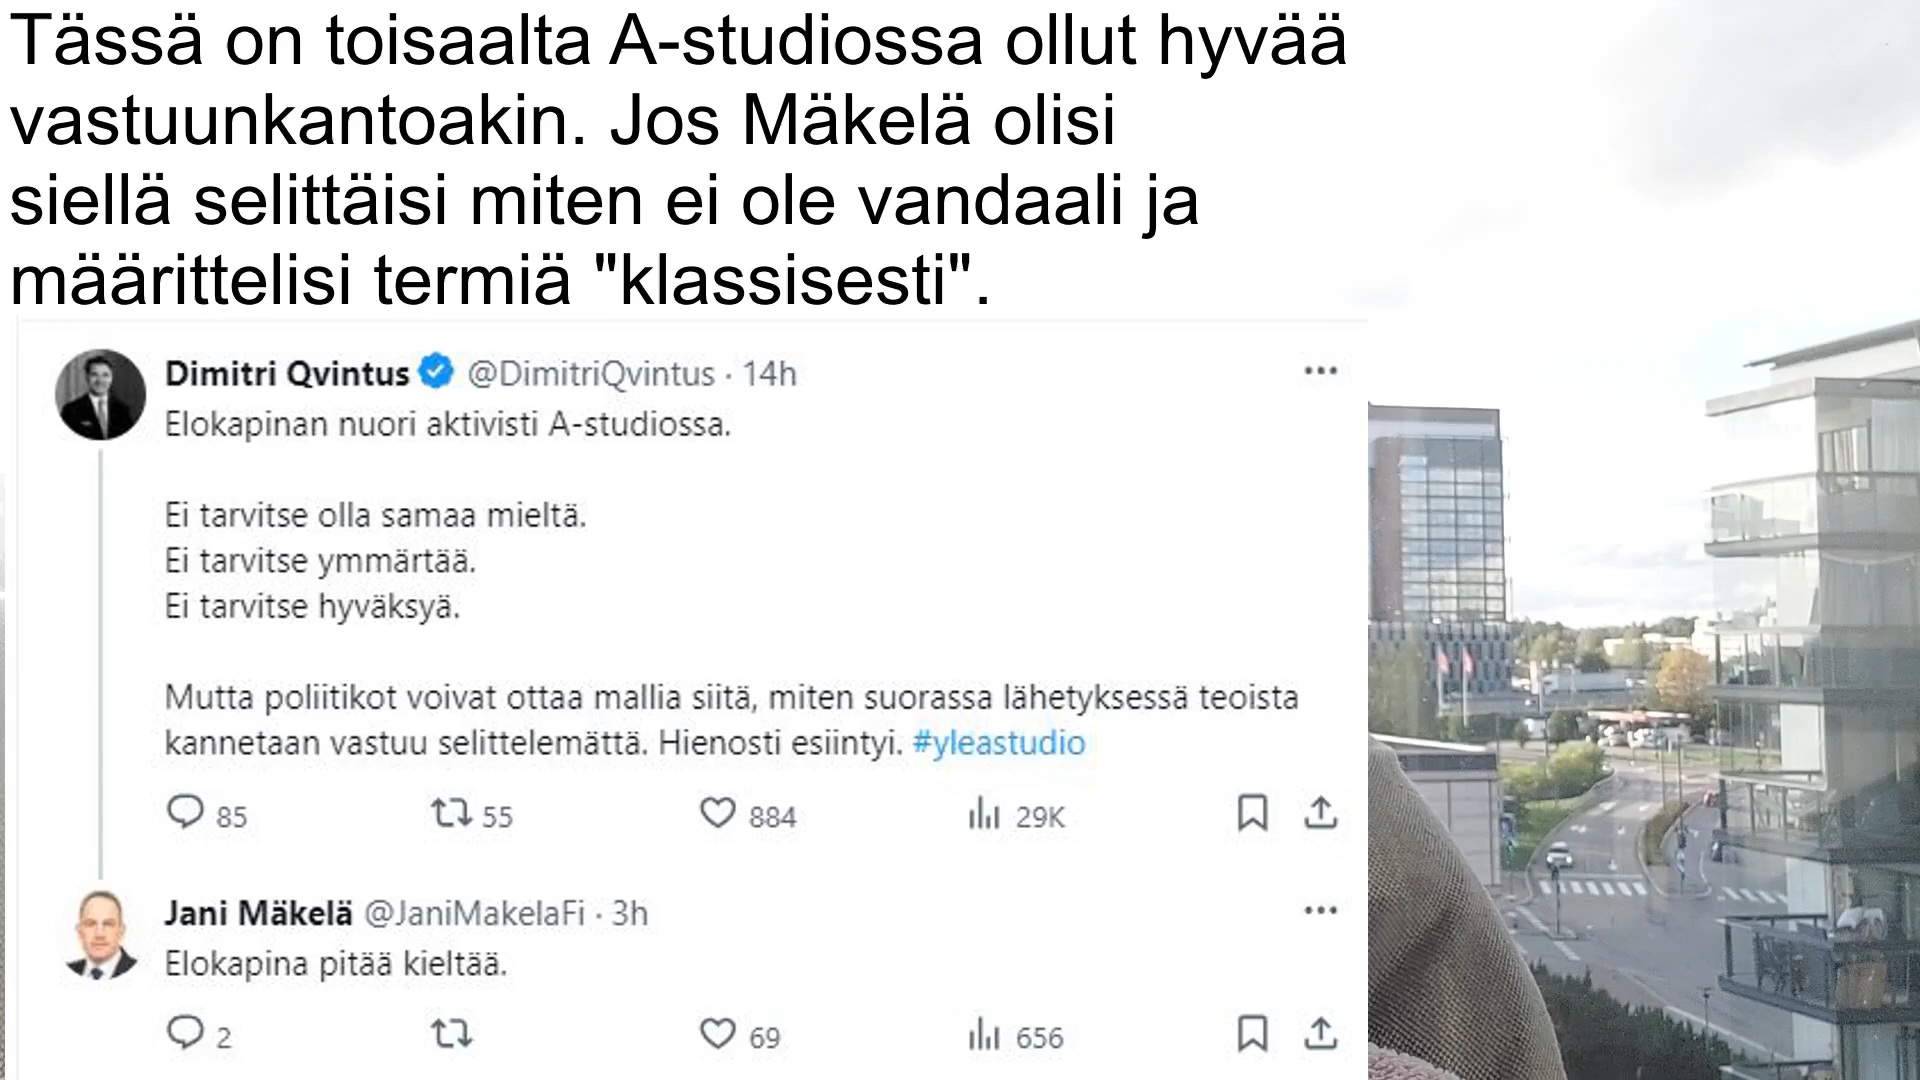 Tässä on toisaalta A-studiossa ollut hyvää
vastuunkantoakin. Jos Mäkelä olisi
siellä selittäisi miten ei ole vandaali ja
määrittelisi termiä "klassisesti".
Dimitri Qvintus @DimitriQvintus · 14h
Elokapinan nuori aktivisti A-studiossa.
Ei tarvitse olla samaa mieltä.
Ei tarvitse ymmärtää.
Ei tarvitse hyväksyä.
Mutta poliitikot voivat ottaa mallia siitä, miten suorassa lähetyksessä teoista
kannetaan vastuu selittelemättä. Hienosti esiintyi. #yleastudio
85 55 884 29K
Jani Mäkelä @JaniMakelaFi · 3h
Elokapina pitää kieltää.
2 69 656